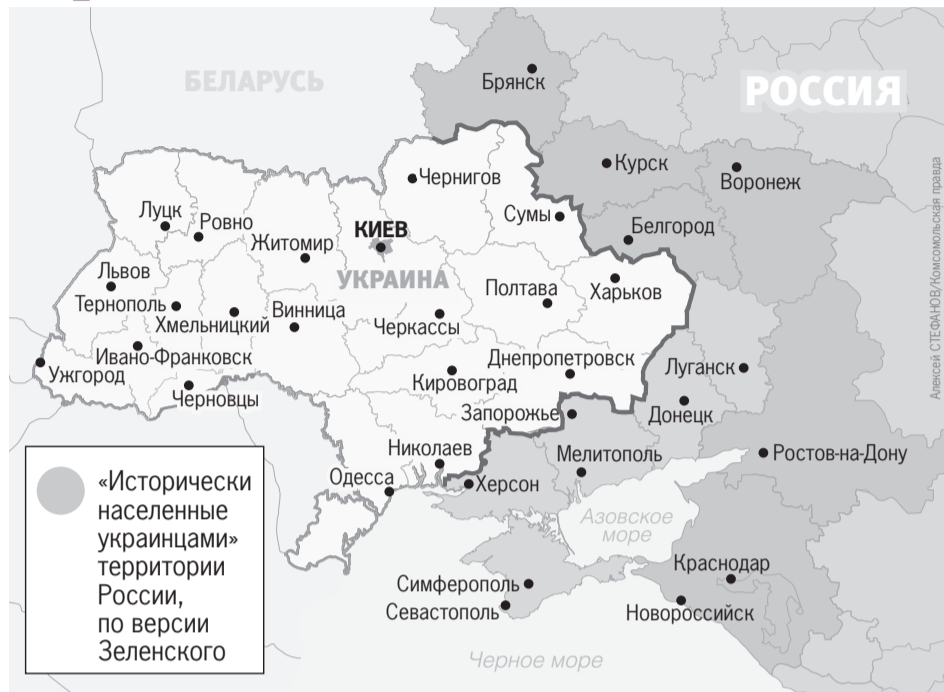 БЕЛАРУСЬ
РОССИЯ
Брянск
Курск
Воронеж
Чернигов
Сумы
Белгород
Луцк
Ровно
КИЕВ
Житомир
УКРАИНА
Львов
Тернополь
Хмельницкий
Винница
Полтава
Харьков
Черкассы
Ивано-Франковск
Ужгород
Черновцы
Днепропетровск
Кировоград
Луганск
Донецк
Запорожье
Николаев
Мелитополь
Ростов-на-Дону
Одесса
Херсон
Азовское
море
Краснодар
Симферополь
Севастополь
Новороссийск
Черное море
«Исторически
населенные
украинцами»
территории
России,
по версии
Зеленского
Алексей СТЕФАНОВ/Комсомольская правда